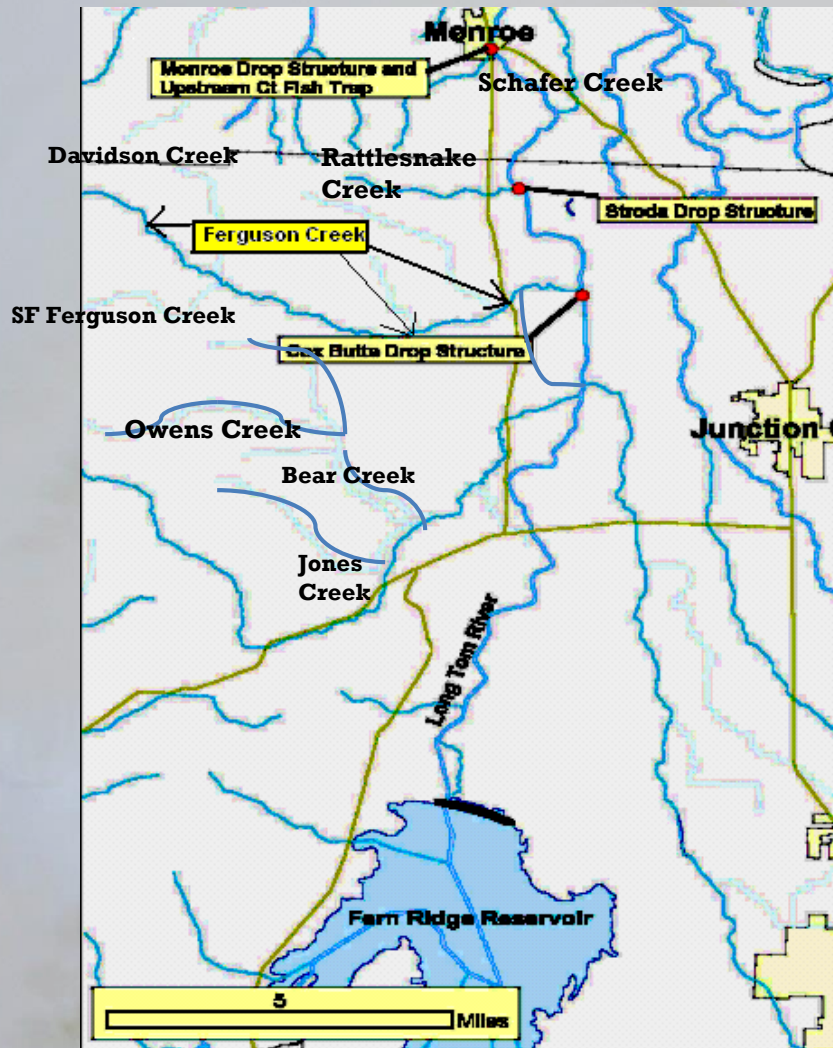 Monroe
Monroe Drop Structure and
Upstream Ct Fish Trap
Schafer Creek
Davidson Creek
Rattlesnake
Creek
Stroda Drop Structure
Ferguson Creek
SF Ferguson Creek
Cox Butte Drop Structure
Owens Creek
Junction
Bear Creek
Jones
Creek
Long Tom River
Fern Ridge Reservoir
5
Miles